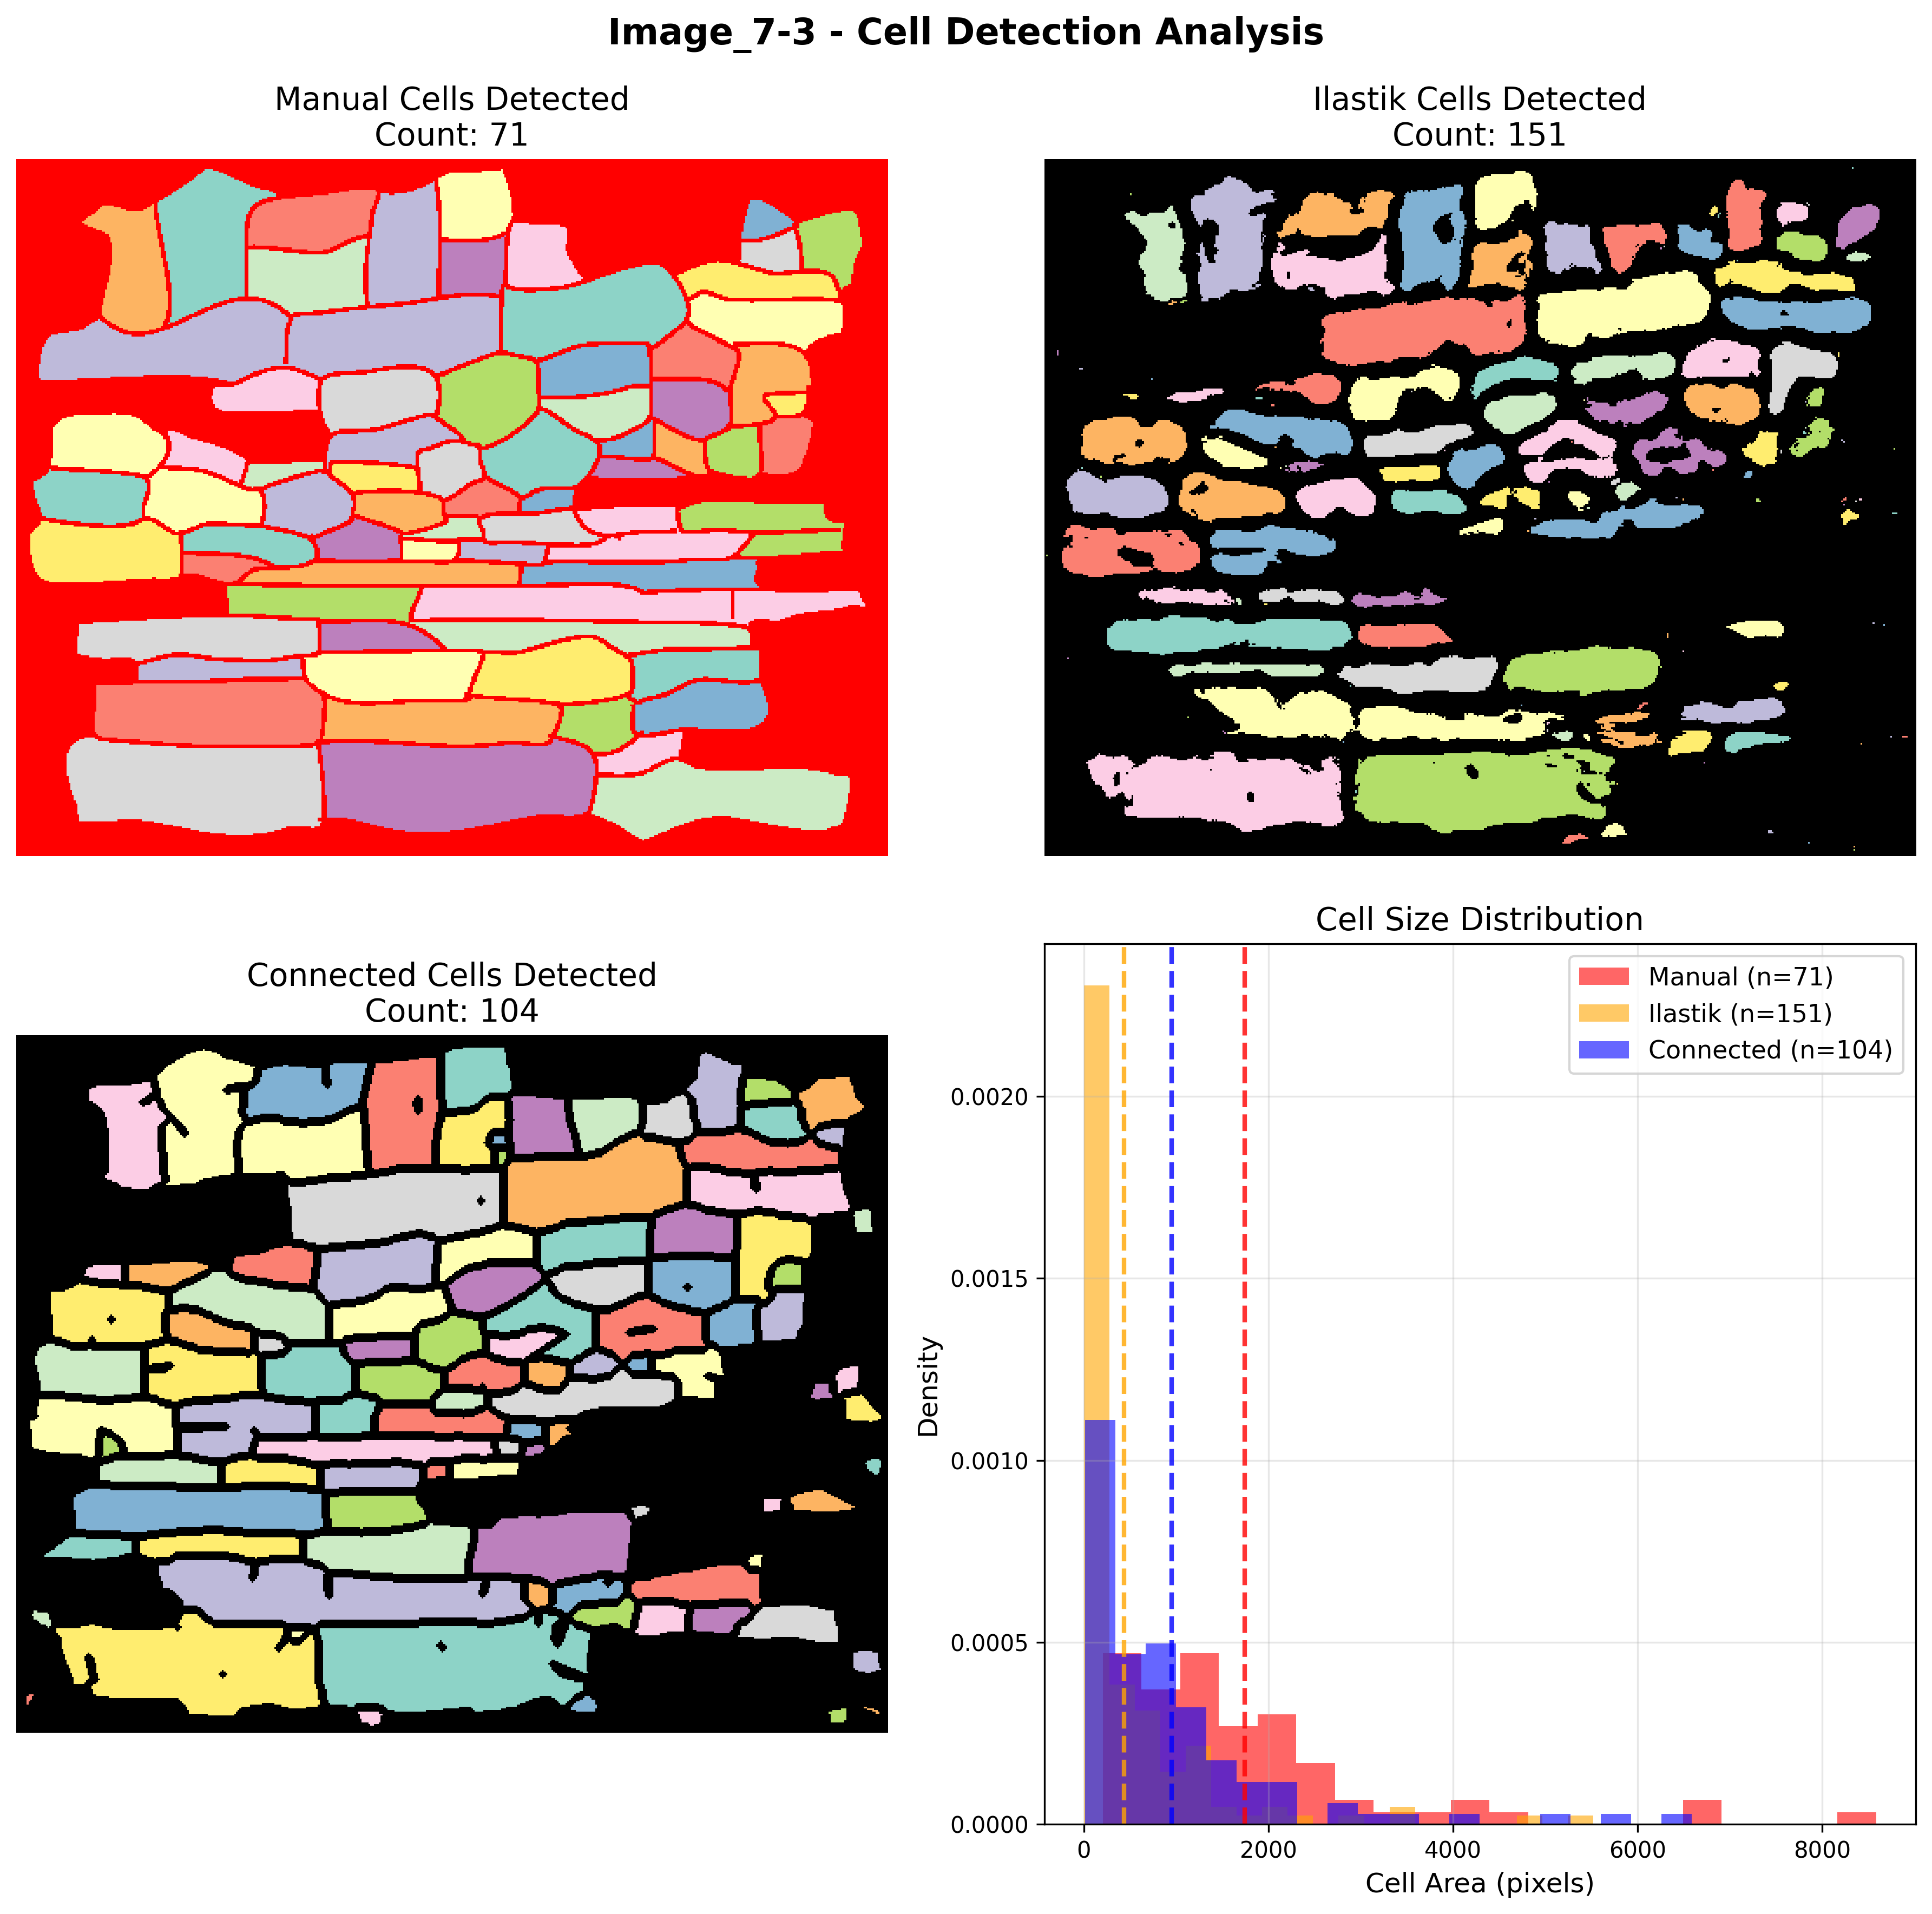 Image_7-3 - Cell Detection Analysis
Manual Cells Detected
Count: 71
Ilastik Cells Detected
Count: 151
Connected Cells Detected
Count: 104
Cell Size Distribution
Manual (n=71)
Ilastik (n=151)
Connected (n=104)
Density
0.0020
0.0015
0.0010
0.0005
0.0000
0 2000 4000 6000 8000
Cell Area (pixels)